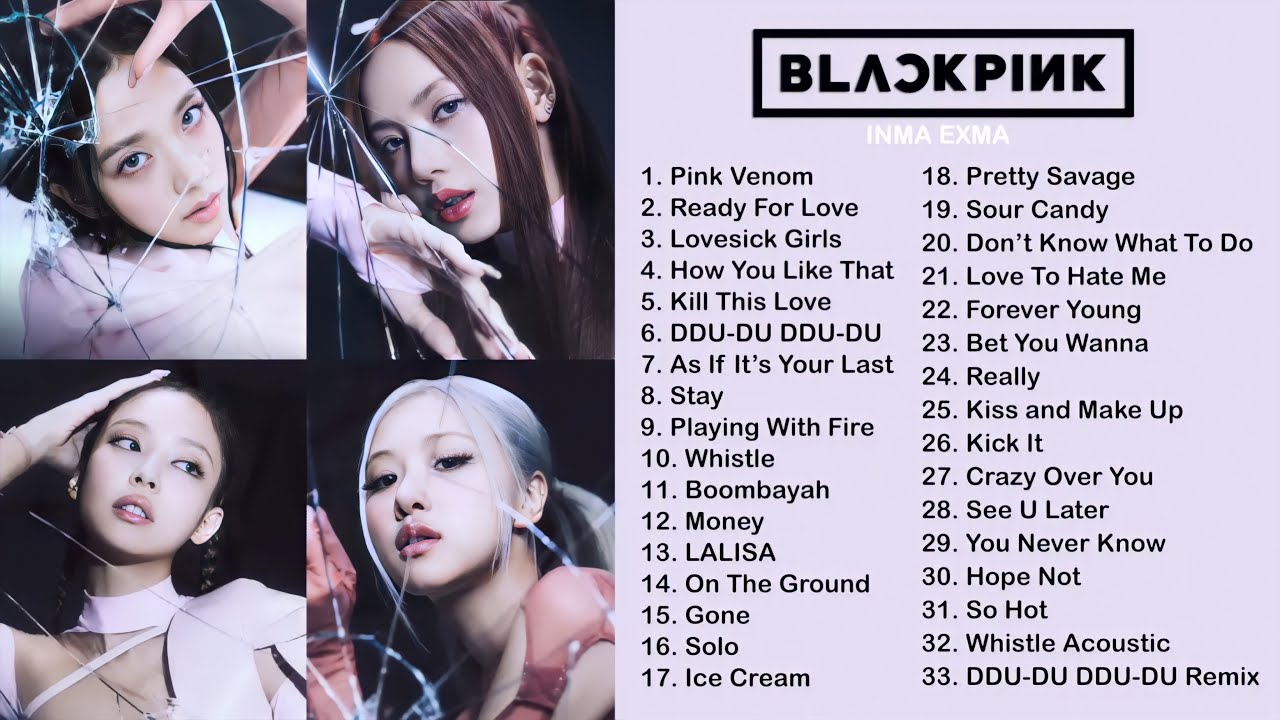 BLACKPINK
INMA EXMA
1. Pink Venom
2. Ready For Love
3. Lovesick Girls
4. How You Like That
5. Kill This Love
6. DDU-DU DDU-DU
7. As If It’s Your Last
8. Stay
9. Playing With Fire
10. Whistle
11. Boombayah
12. Money
13. LALISA
14. On The Ground
15. Gone
16. Solo
17. Ice Cream
18. Pretty Savage
19. Sour Candy
20. Don’t Know What To Do
21. Love To Hate Me
22. Forever Young
23. Bet You Wanna
24. Really
25. Kiss and Make Up
26. Kick It
27. Crazy Over You
28. See U Later
29. You Never Know
30. Hope Not
31. So Hot
32. Whistle Acoustic
33. DDU-DU DDU-DU Remix